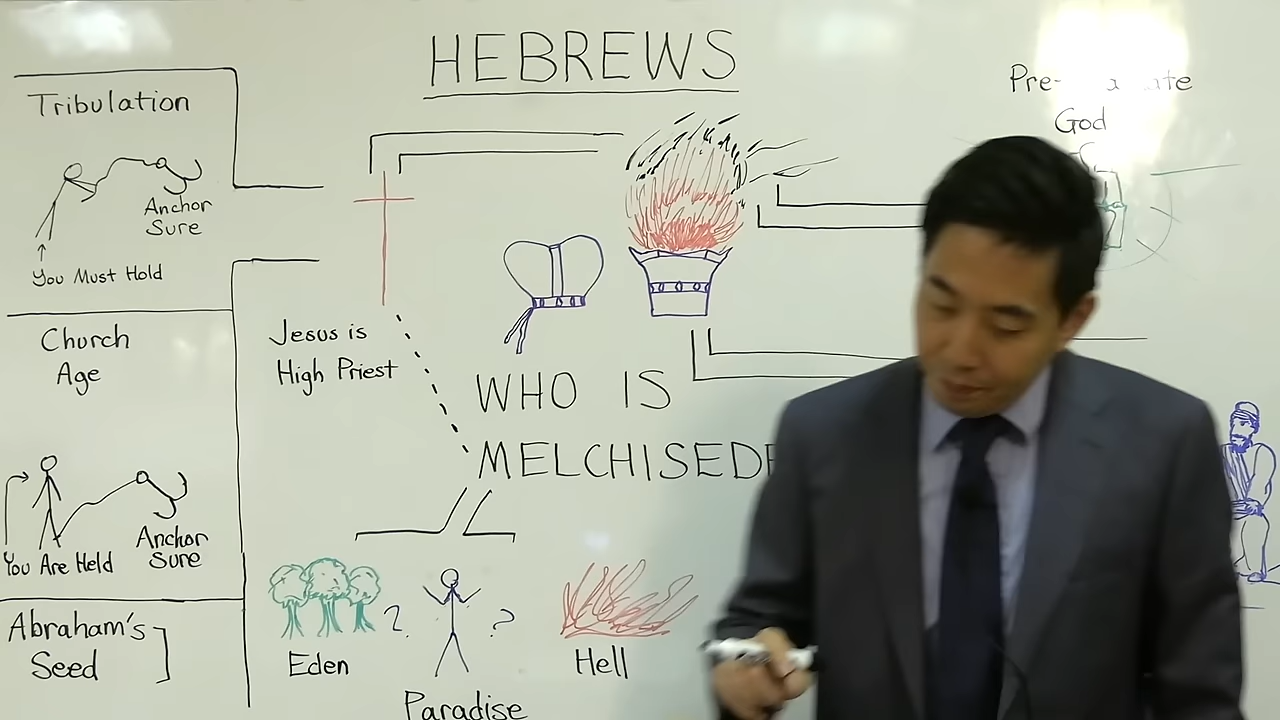 HEBREWS
Tribulation
Anchor
Sure
You Must Hold
Church
Age
You Are Held
Anchor
Sure
Abraham's
Seed
Jesus is
High Priest
WHO IS
?
?
Eden
Hell
Paradise
God